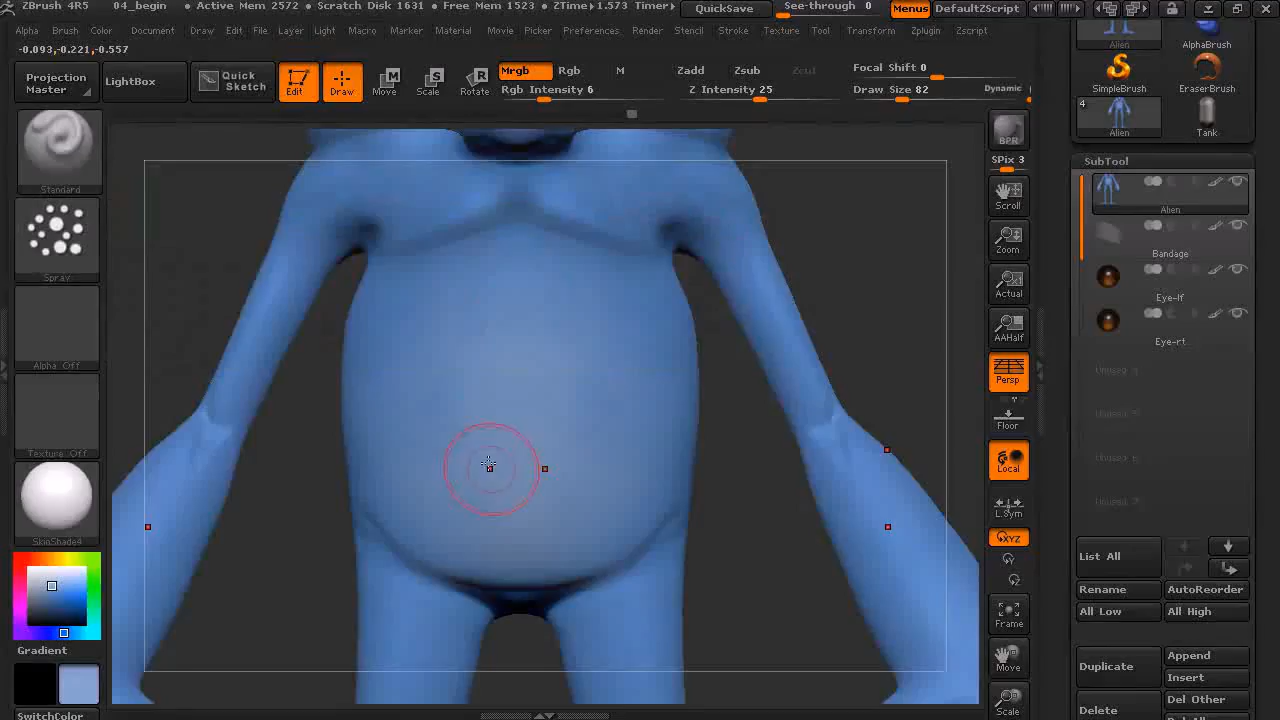 ZBrush 4R5 04_begin • Active Mem 2572 • Scratch Disk 1631 • Free Mem 1523 • ZTime▸1.573 Timer▸ QuickSave See-through 0 Menus DefaultZScript
Alpha Brush Color Document Draw Edit File Layer Light Macro Marker Material Movie Picker Preferences Render Stencil Stroke Texture Tool Transform Zplugin Zscript
-0.093,-0.221,-0.557
Projection Master
LightBox
Quick Sketch
Edit
Draw
Move
Scale
Rotate
Mrgb Rgb M
Rgb Intensity 6
Zadd Zsub Zcut
Z Intensity 25
Focal Shift 0
Draw Size 82 Dynamic
Alien
AlphaBrush
SimpleBrush
EraserBrush
4
Alien
Tank
Standard
Spray
Alpha Off
Texture Off
SkinShade4
Gradient
SwitchColor
BPR
SPix 3
Scroll
Zoom
Actual
AAHalf
Persp
Floor
Local
L.Sym
XYZ
Y
Z
Frame
Move
Scale
SubTool
Alien
Bandage
Eye-lf
Eye-rt
List All
Rename AutoReorder
All Low All High
Duplicate
Append
Insert
Delete
Del Other